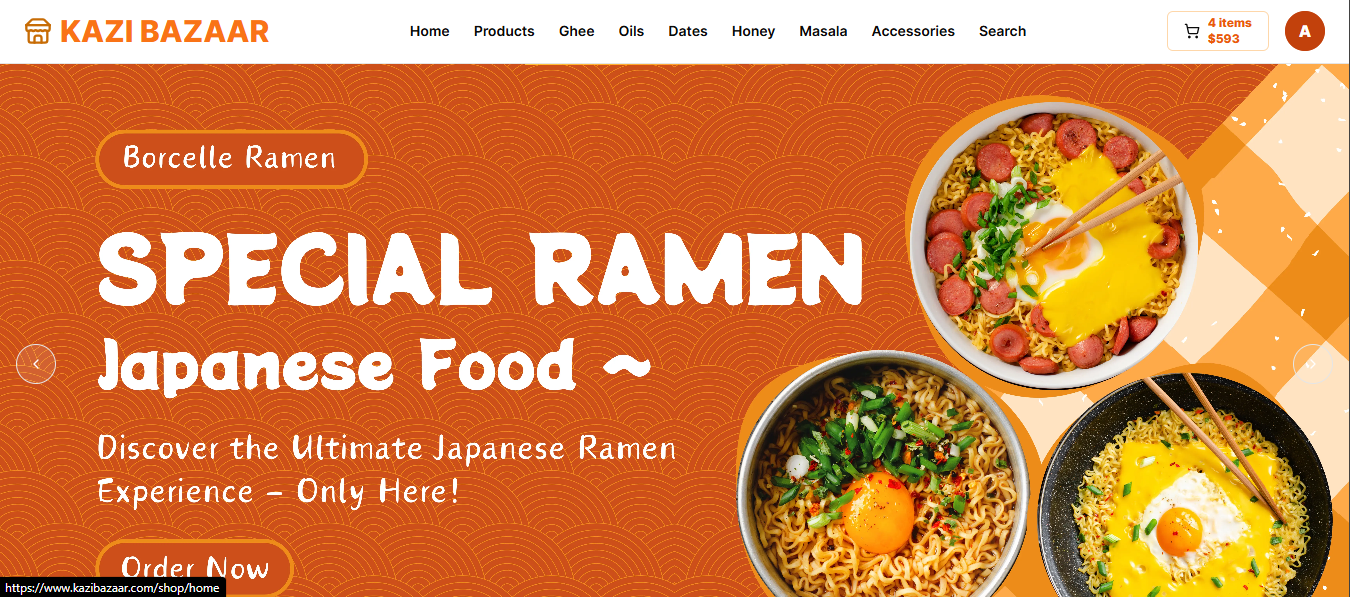 KAZI BAZAAR
Home Products Ghee Oils Dates Honey Masala Accessories Search
4 items
$593
A
Borcelle Ramen
SPECIAL RAMEN
Japanese Food ~
Discover the Ultimate Japanese Ramen
Experience – Only Here!
Order Now
https://www.kazibazaar.com/shop/home